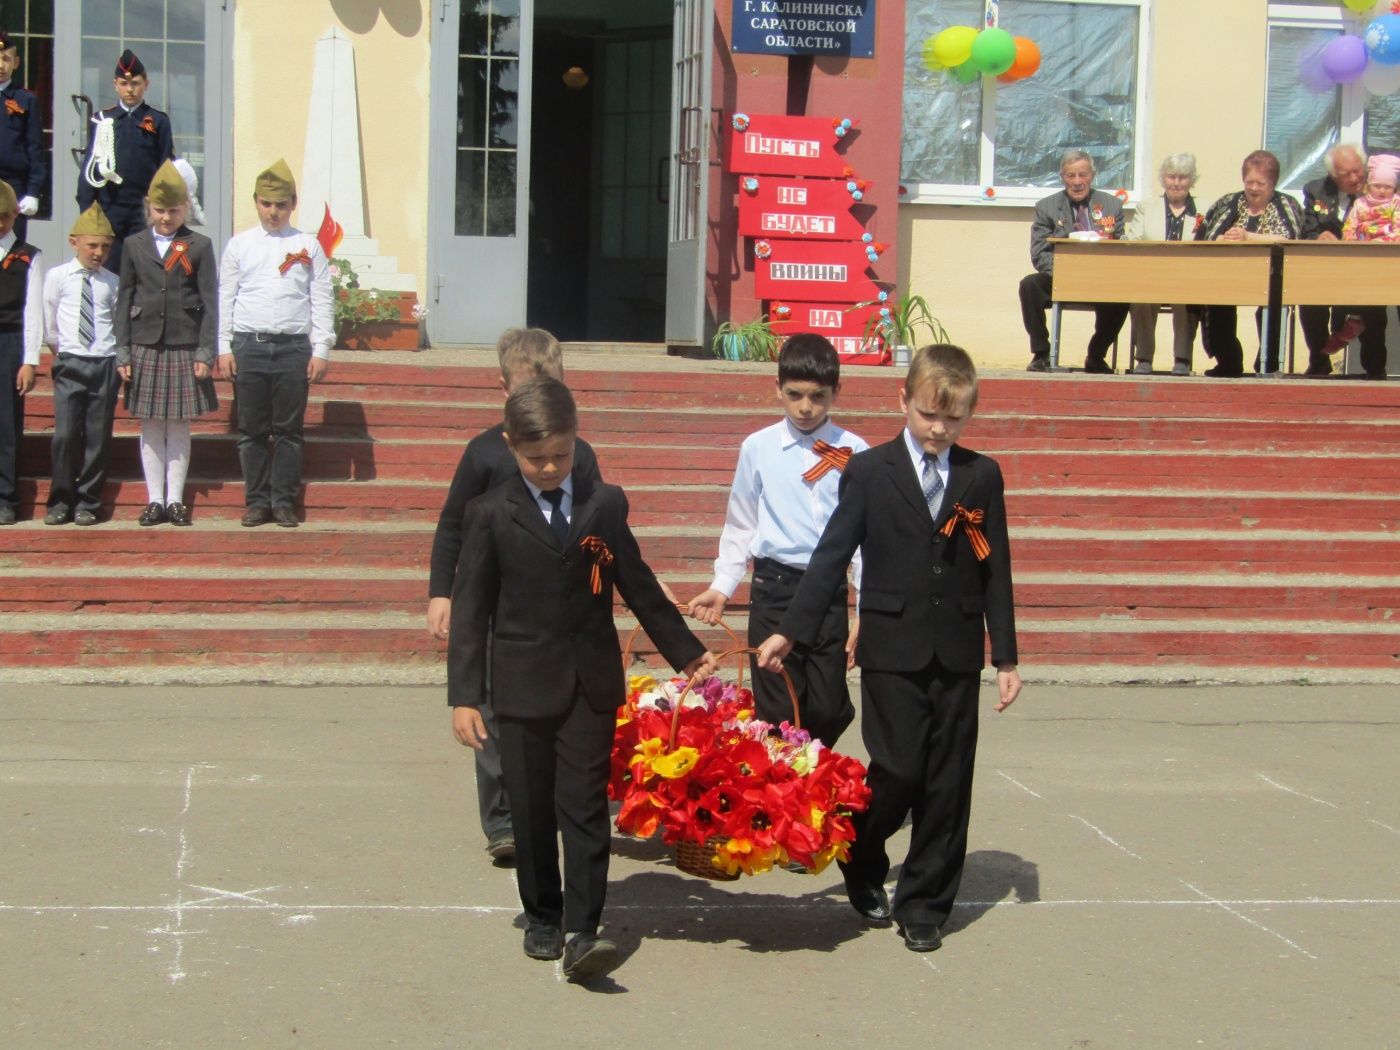 Г. КАЛИНИНСКА
САРАТОВСКОЙ
ОБЛАСТИ»
ПУСТЬ
НЕ
БУДЕТ
ВОЙНЫ
НА